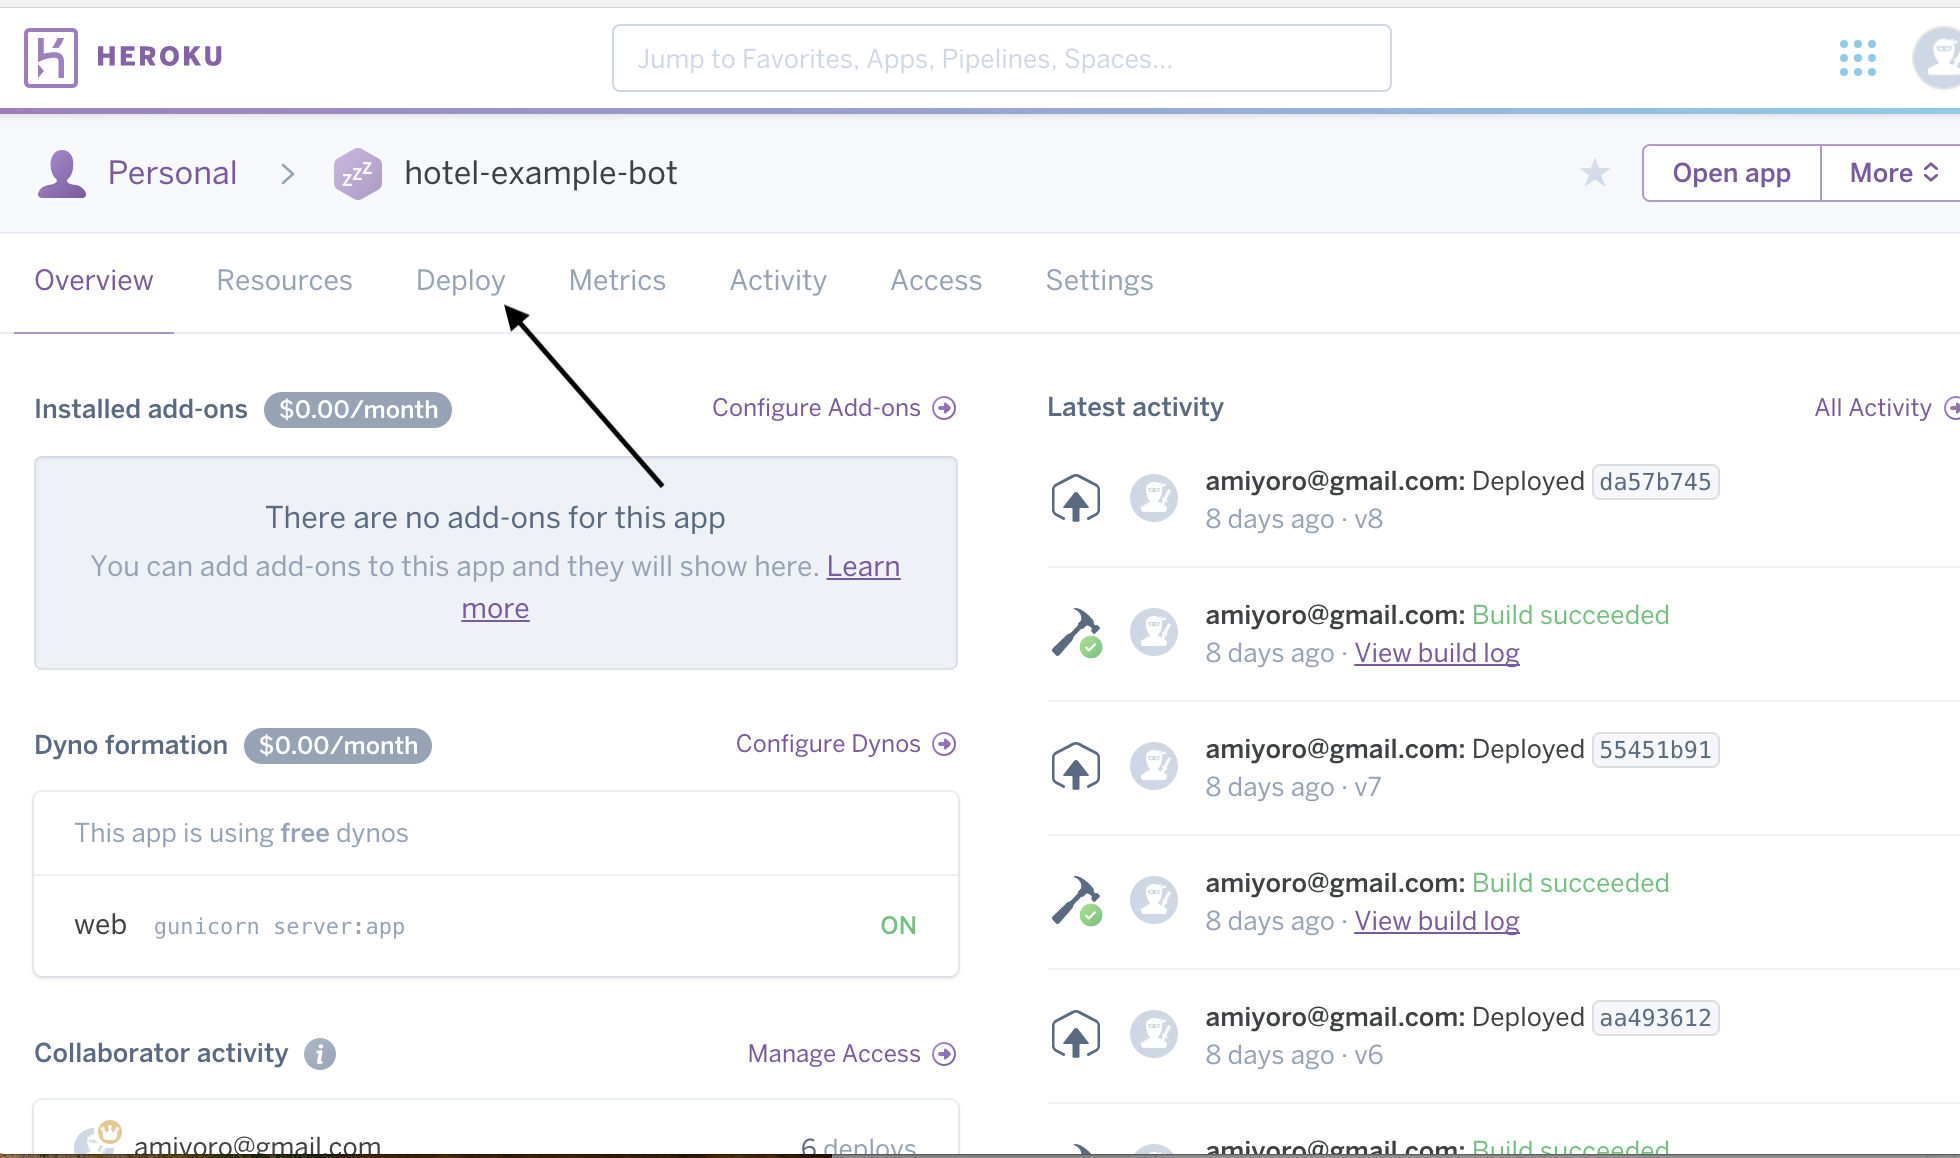 HEROKU
Jump to Favorites, Apps, Pipelines, Spaces...
Personal
zzz
hotel-example-bot
Open app
More
Overview
Resources
Deploy
Metrics
Activity
Access
Settings
Installed add-ons
$0.00/month
Configure Add-ons
There are no add-ons for this app
You can add add-ons to this app and they will show here. Learn
more
Dyno formation
$0.00/month
Configure Dynos
This app is using free dynos
web gunicorn server:app
ON
Collaborator activity
i
Manage Access
amiyoro@gmail.com
6 deploys
Latest activity
All Activity
amiyoro@gmail.com: Deployed da57b745
8 days ago · v8
amiyoro@gmail.com: Build succeeded
8 days ago · View build log
amiyoro@gmail.com: Deployed 55451b91
8 days ago · v7
amiyoro@gmail.com: Build succeeded
8 days ago · View build log
amiyoro@gmail.com: Deployed aa493612
8 days ago · v6
amiyoro@gmail.com: Build succeeded